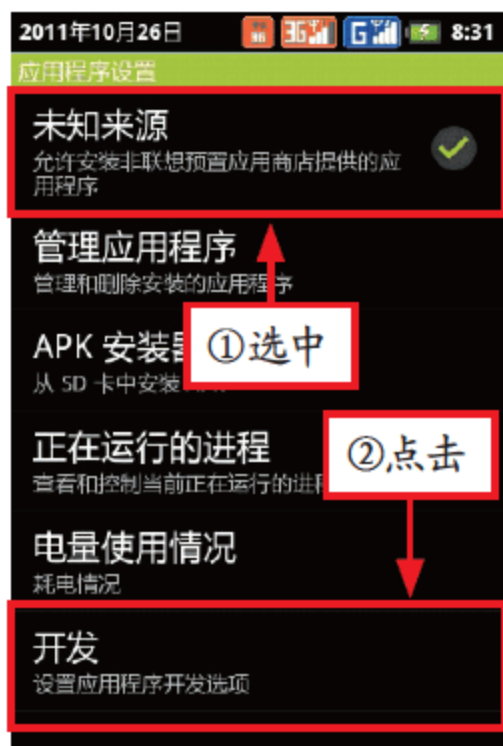 2011年10月26日 3G G 8:31
应用程序设置
未知来源
允许安装非联想预置应用商店提供的应
用程序
管理应用程序
管理和删除安装的应用程序
①选中
APK 安装
从 SD 卡中安装
正在运行的进程
查看和控制当前正在运行的进
②点击
电量使用情况
耗电情况
开发
设置应用程序开发选项